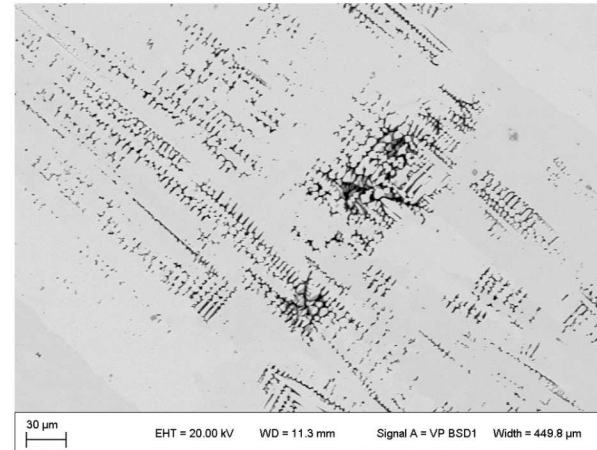 30 µm
EHT = 20.00 kV WD = 11.3 mm Signal A = VP BSD1 Width = 449.8 µm